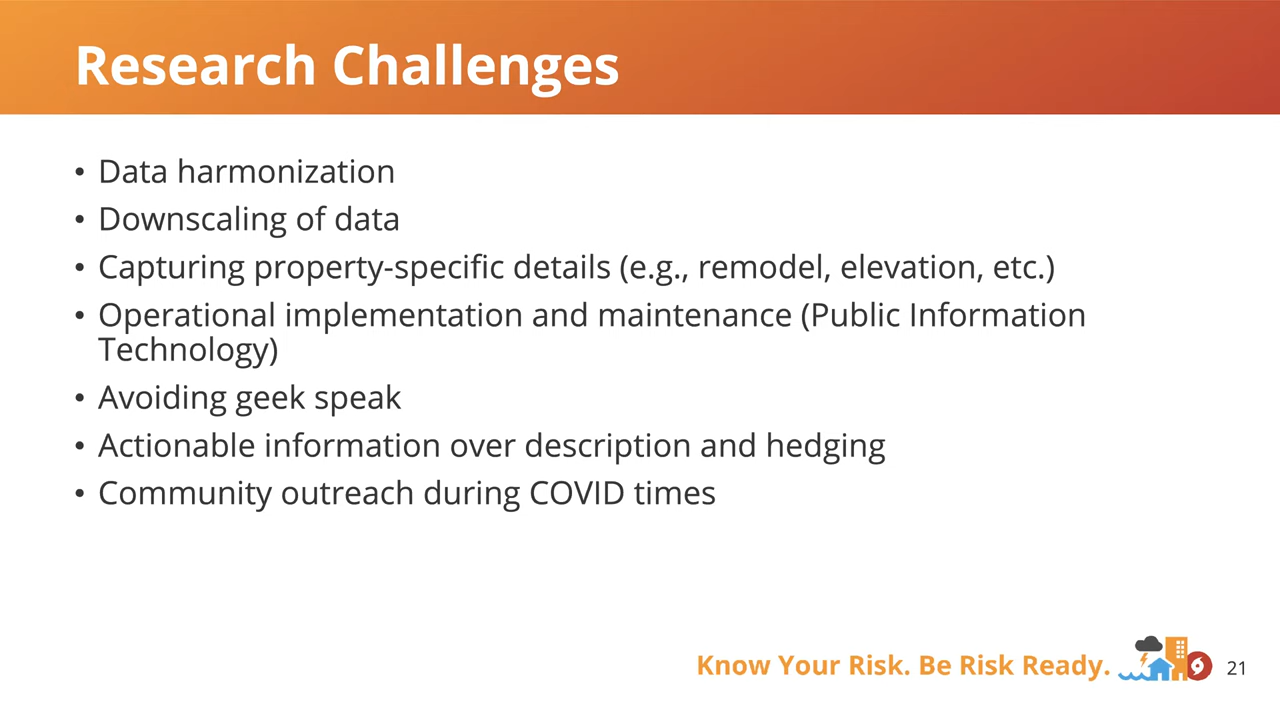 Research Challenges
• Data harmonization
• Downscaling of data
• Capturing property-specific details (e.g., remodel, elevation, etc.)
• Operational implementation and maintenance (Public Information
Technology)
• Avoiding geek speak
• Actionable information over description and hedging
• Community outreach during COVID times
Know Your Risk. Be Risk Ready.
21